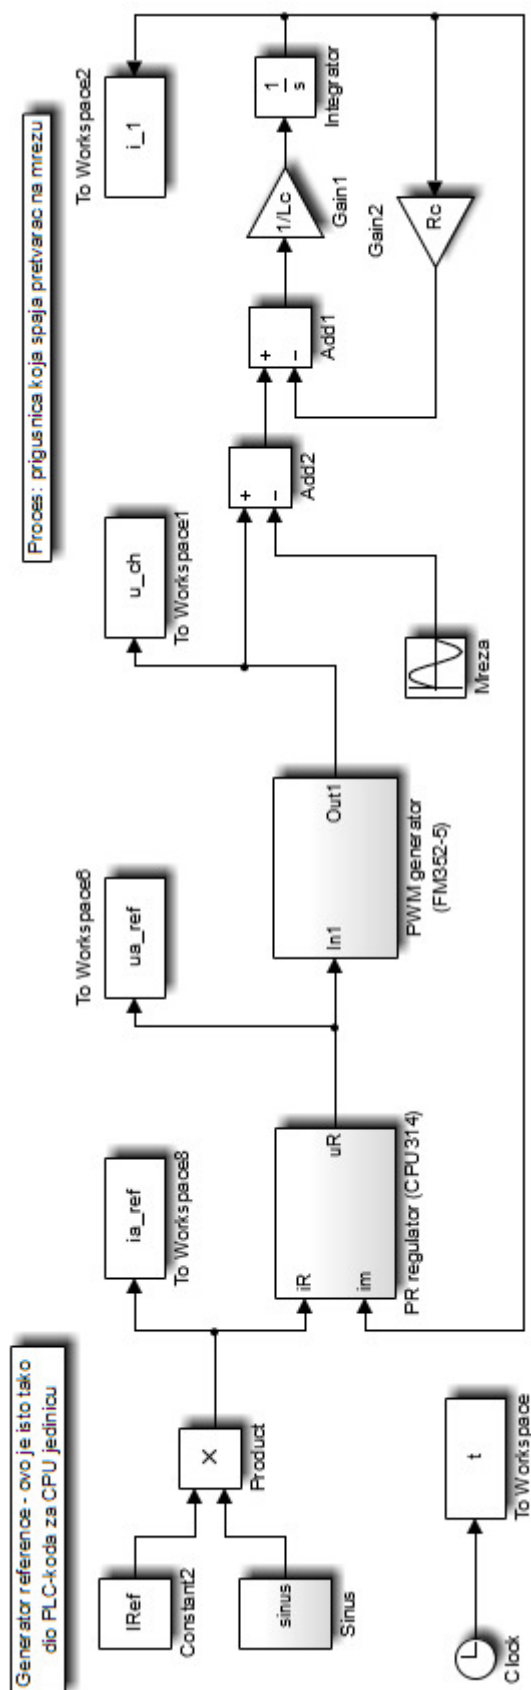 Generator reference - ovo je isto tako
dio PLC-koda za CPU jedinicu
Proces: prigusnica koja spaja pretvarac na mrezu
IRef
Constant2
sinus
Sinus
×
Product
ia_ref
To Workspace8
iR
im
uR
PR regulator (CPU314)
To Workspace6
ua_ref
In1
Out1
PWM generator
(FM352-5)
u_ch
To Workspace1
Mreza
+
-
Add2
+
-
Add1
1/Lc
Gain1
1
s
Integrator
Gain2
Rc
To Workspace2
i_1
Clock
t
To Workspace